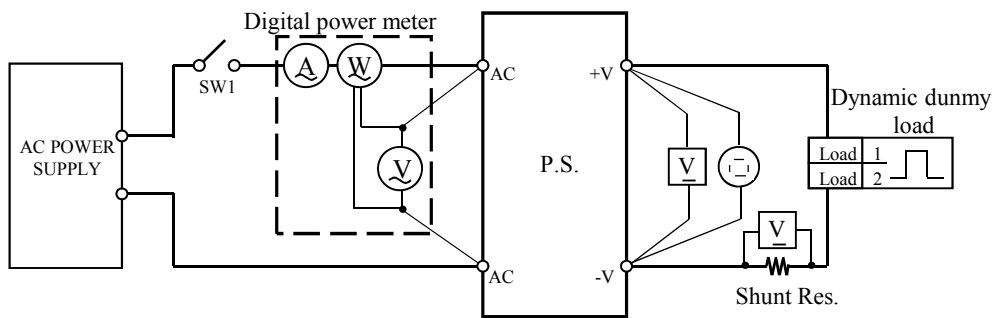 Digital power meter
A
W
SW1
AC
+V
Dynamic dunmy
load
AC POWER
SUPPLY
V
P.S.
V
Load 1
Load 2
V
AC
-V
Shunt Res.